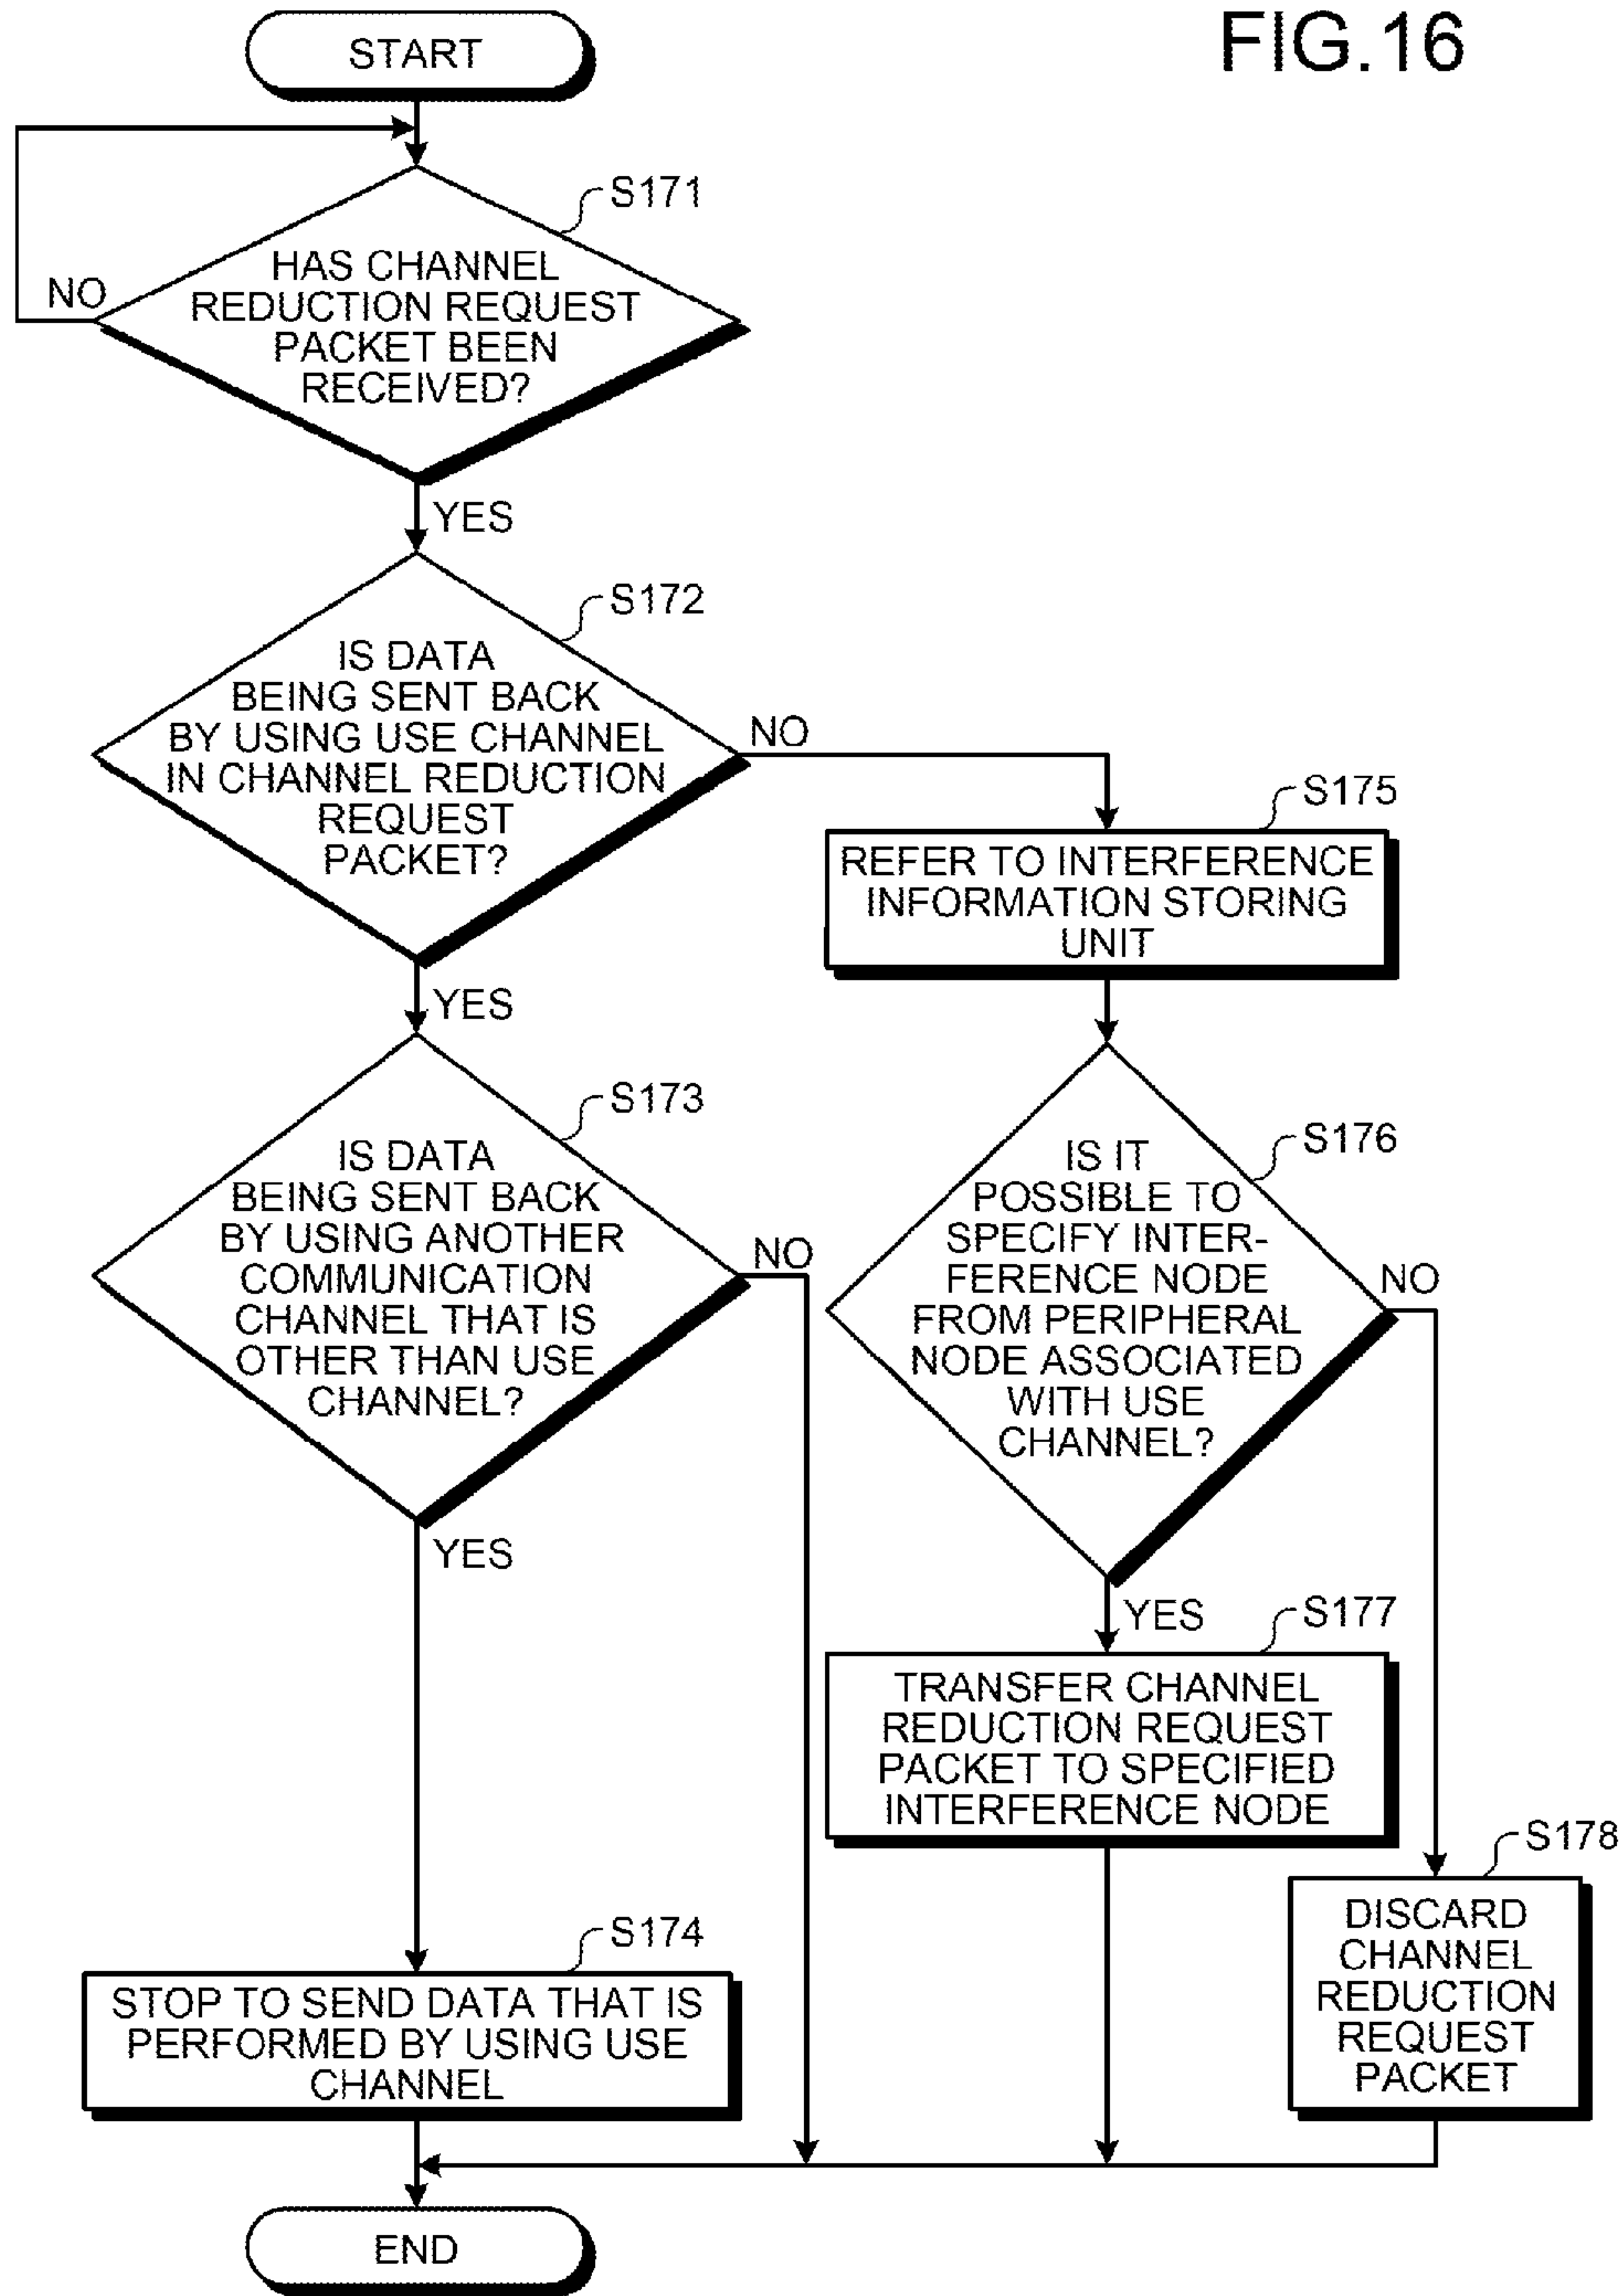 FIG.16
START
S171
HAS CHANNEL
REDUCTION REQUEST
PACKET BEEN
RECEIVED?
NO
YES
S172
IS DATA
BEING SENT BACK
BY USING USE CHANNEL
IN CHANNEL REDUCTION
REQUEST
PACKET?
NO
YES
S173
IS DATA
BEING SENT BACK
BY USING ANOTHER
COMMUNICATION
CHANNEL THAT IS
OTHER THAN USE
CHANNEL?
NO
YES
S174
STOP TO SEND DATA THAT IS
PERFORMED BY USING USE
CHANNEL
S175
REFER TO INTERFERENCE
INFORMATION STORING
UNIT
S176
IS IT
POSSIBLE TO
SPECIFY INTER-
FERENCE NODE
FROM PERIPHERAL
NODE ASSOCIATED
WITH USE
CHANNEL?
NO
YES
S177
TRANSFER CHANNEL
REDUCTION REQUEST
PACKET TO SPECIFIED
INTERFERENCE NODE
S178
DISCARD
CHANNEL
REDUCTION
REQUEST
PACKET
END